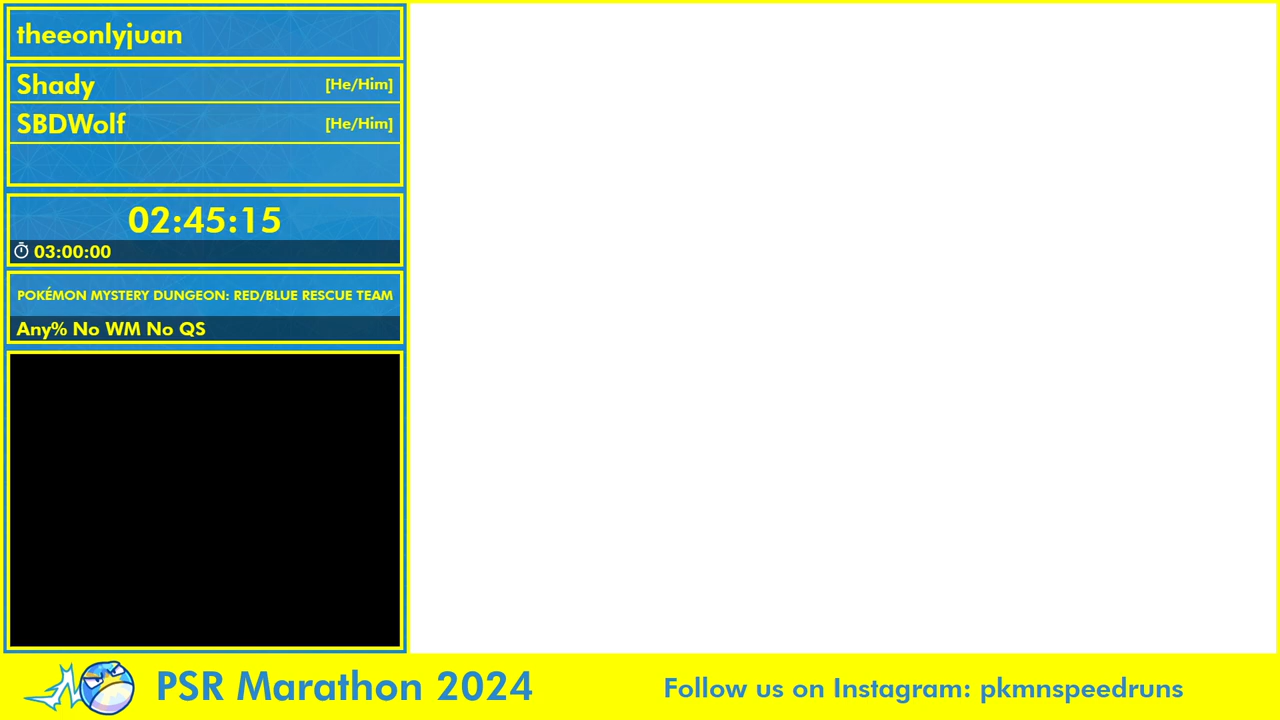 theeonlyjuan
Shady [He/Him]
SBDWolf [He/Him]
02:45:15
03:00:00
POKÉMON MYSTERY DUNGEON: RED/BLUE RESCUE TEAM
Any% No WM No QS
PSR Marathon 2024
Follow us on Instagram: pkmnspeedruns